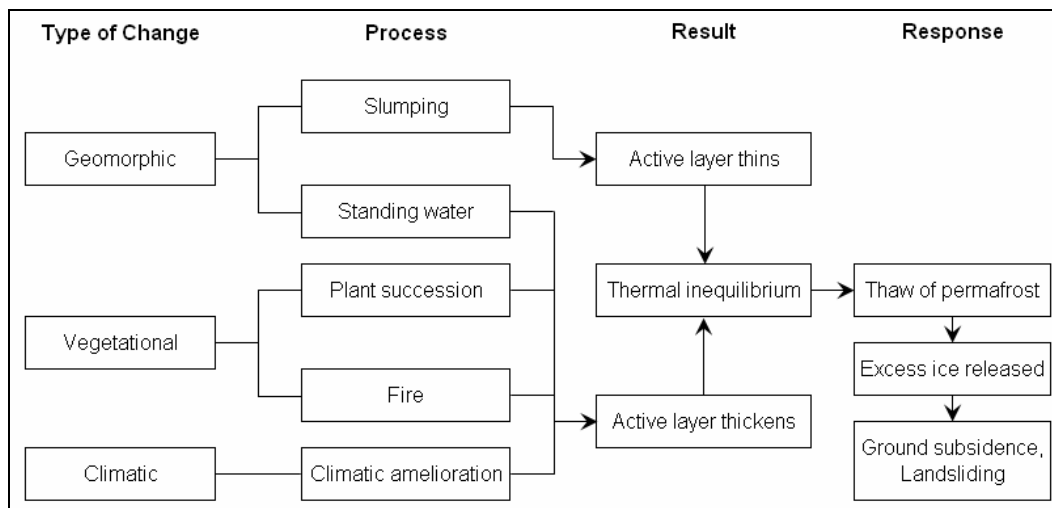 Type of Change
Process
Result
Response
Slumping
Geomorphic
Active layer thins
Standing water
Plant succession
Thermal inequilibrium
Thaw of permafrost
Vegetational
Excess ice released
Fire
Active layer thickens
Ground subsidence,
Landsliding
Climatic
Climatic amelioration